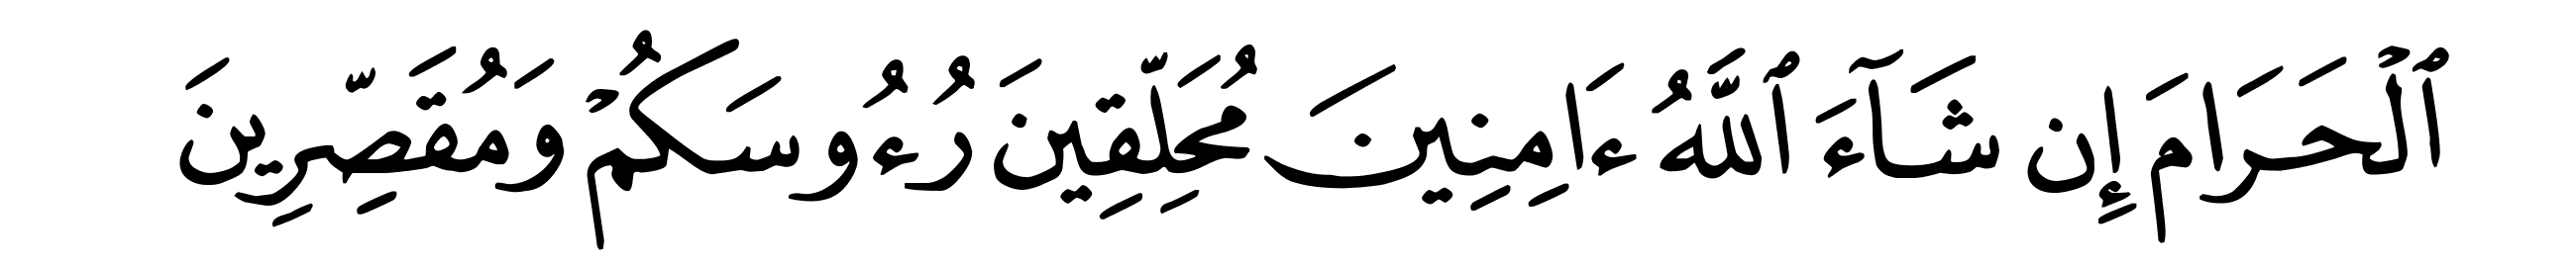 ٱلۡحَرَامَ إِن شَآءَ ٱللَّهُ ءَامِنِينَ مُحَلِّقِينَ رُءُوسَكُمۡ وَمُقَصِّرِينَ